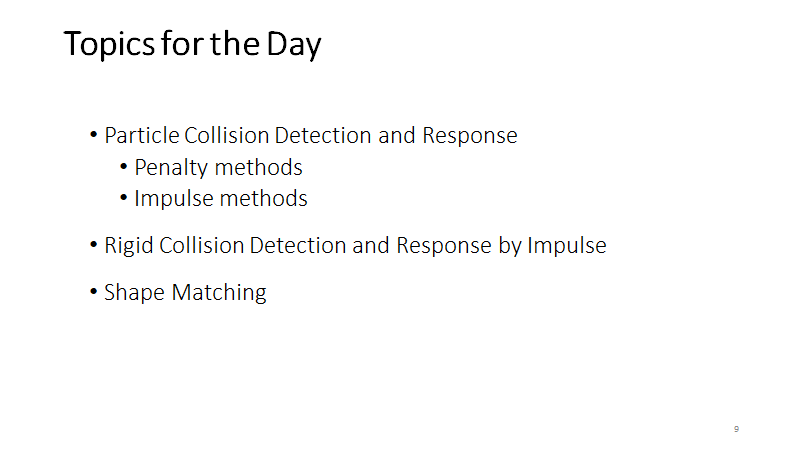 Topics for the Day
• Particle Collision Detection and Response
• Penalty methods
• Impulse methods
• Rigid Collision Detection and Response by Impulse
• Shape Matching
9